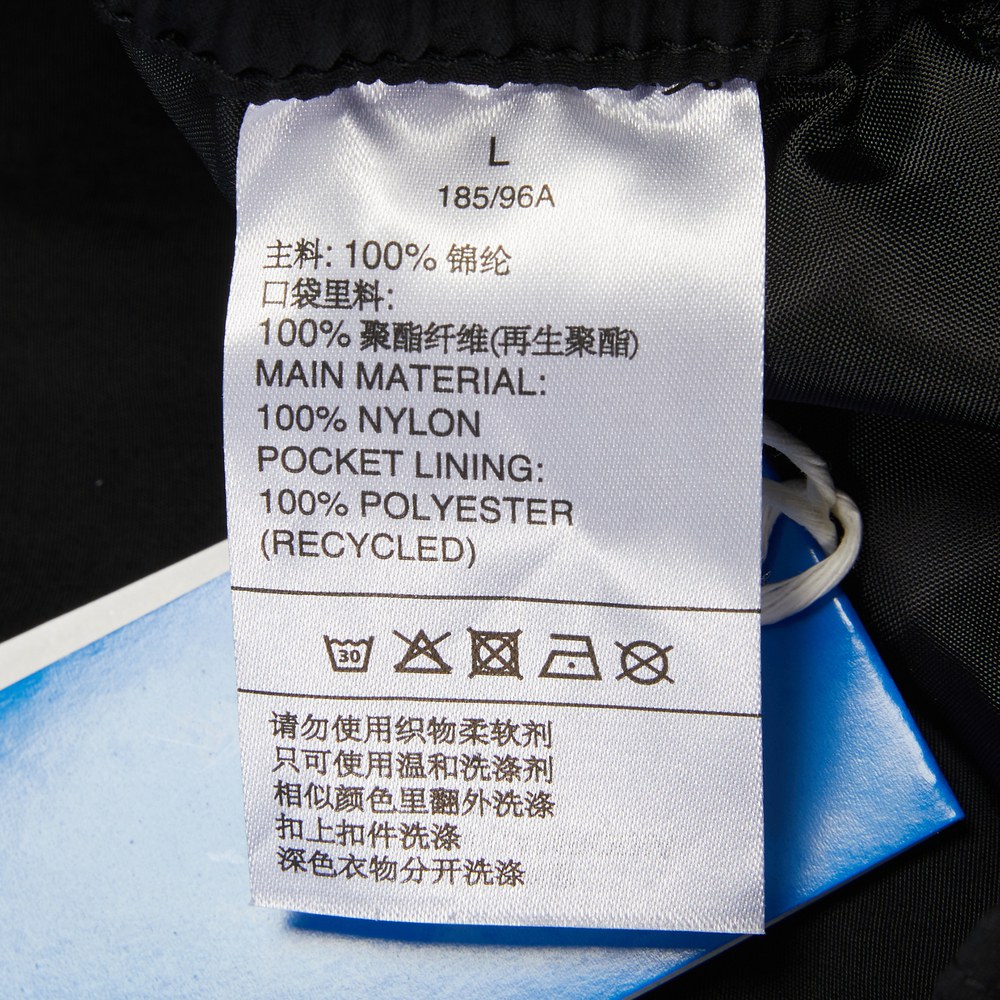 L
185/96A
主料: 100% 锦纶
口袋里料:
100% 聚酯纤维(再生聚酯)
MAIN MATERIAL:
100% NYLON
POCKET LINING:
100% POLYESTER
(RECYCLED)
30
请勿使用织物柔软剂
只可使用温和洗涤剂
相似颜色里翻外洗涤
扣上扣件洗涤
深色衣物分开洗涤